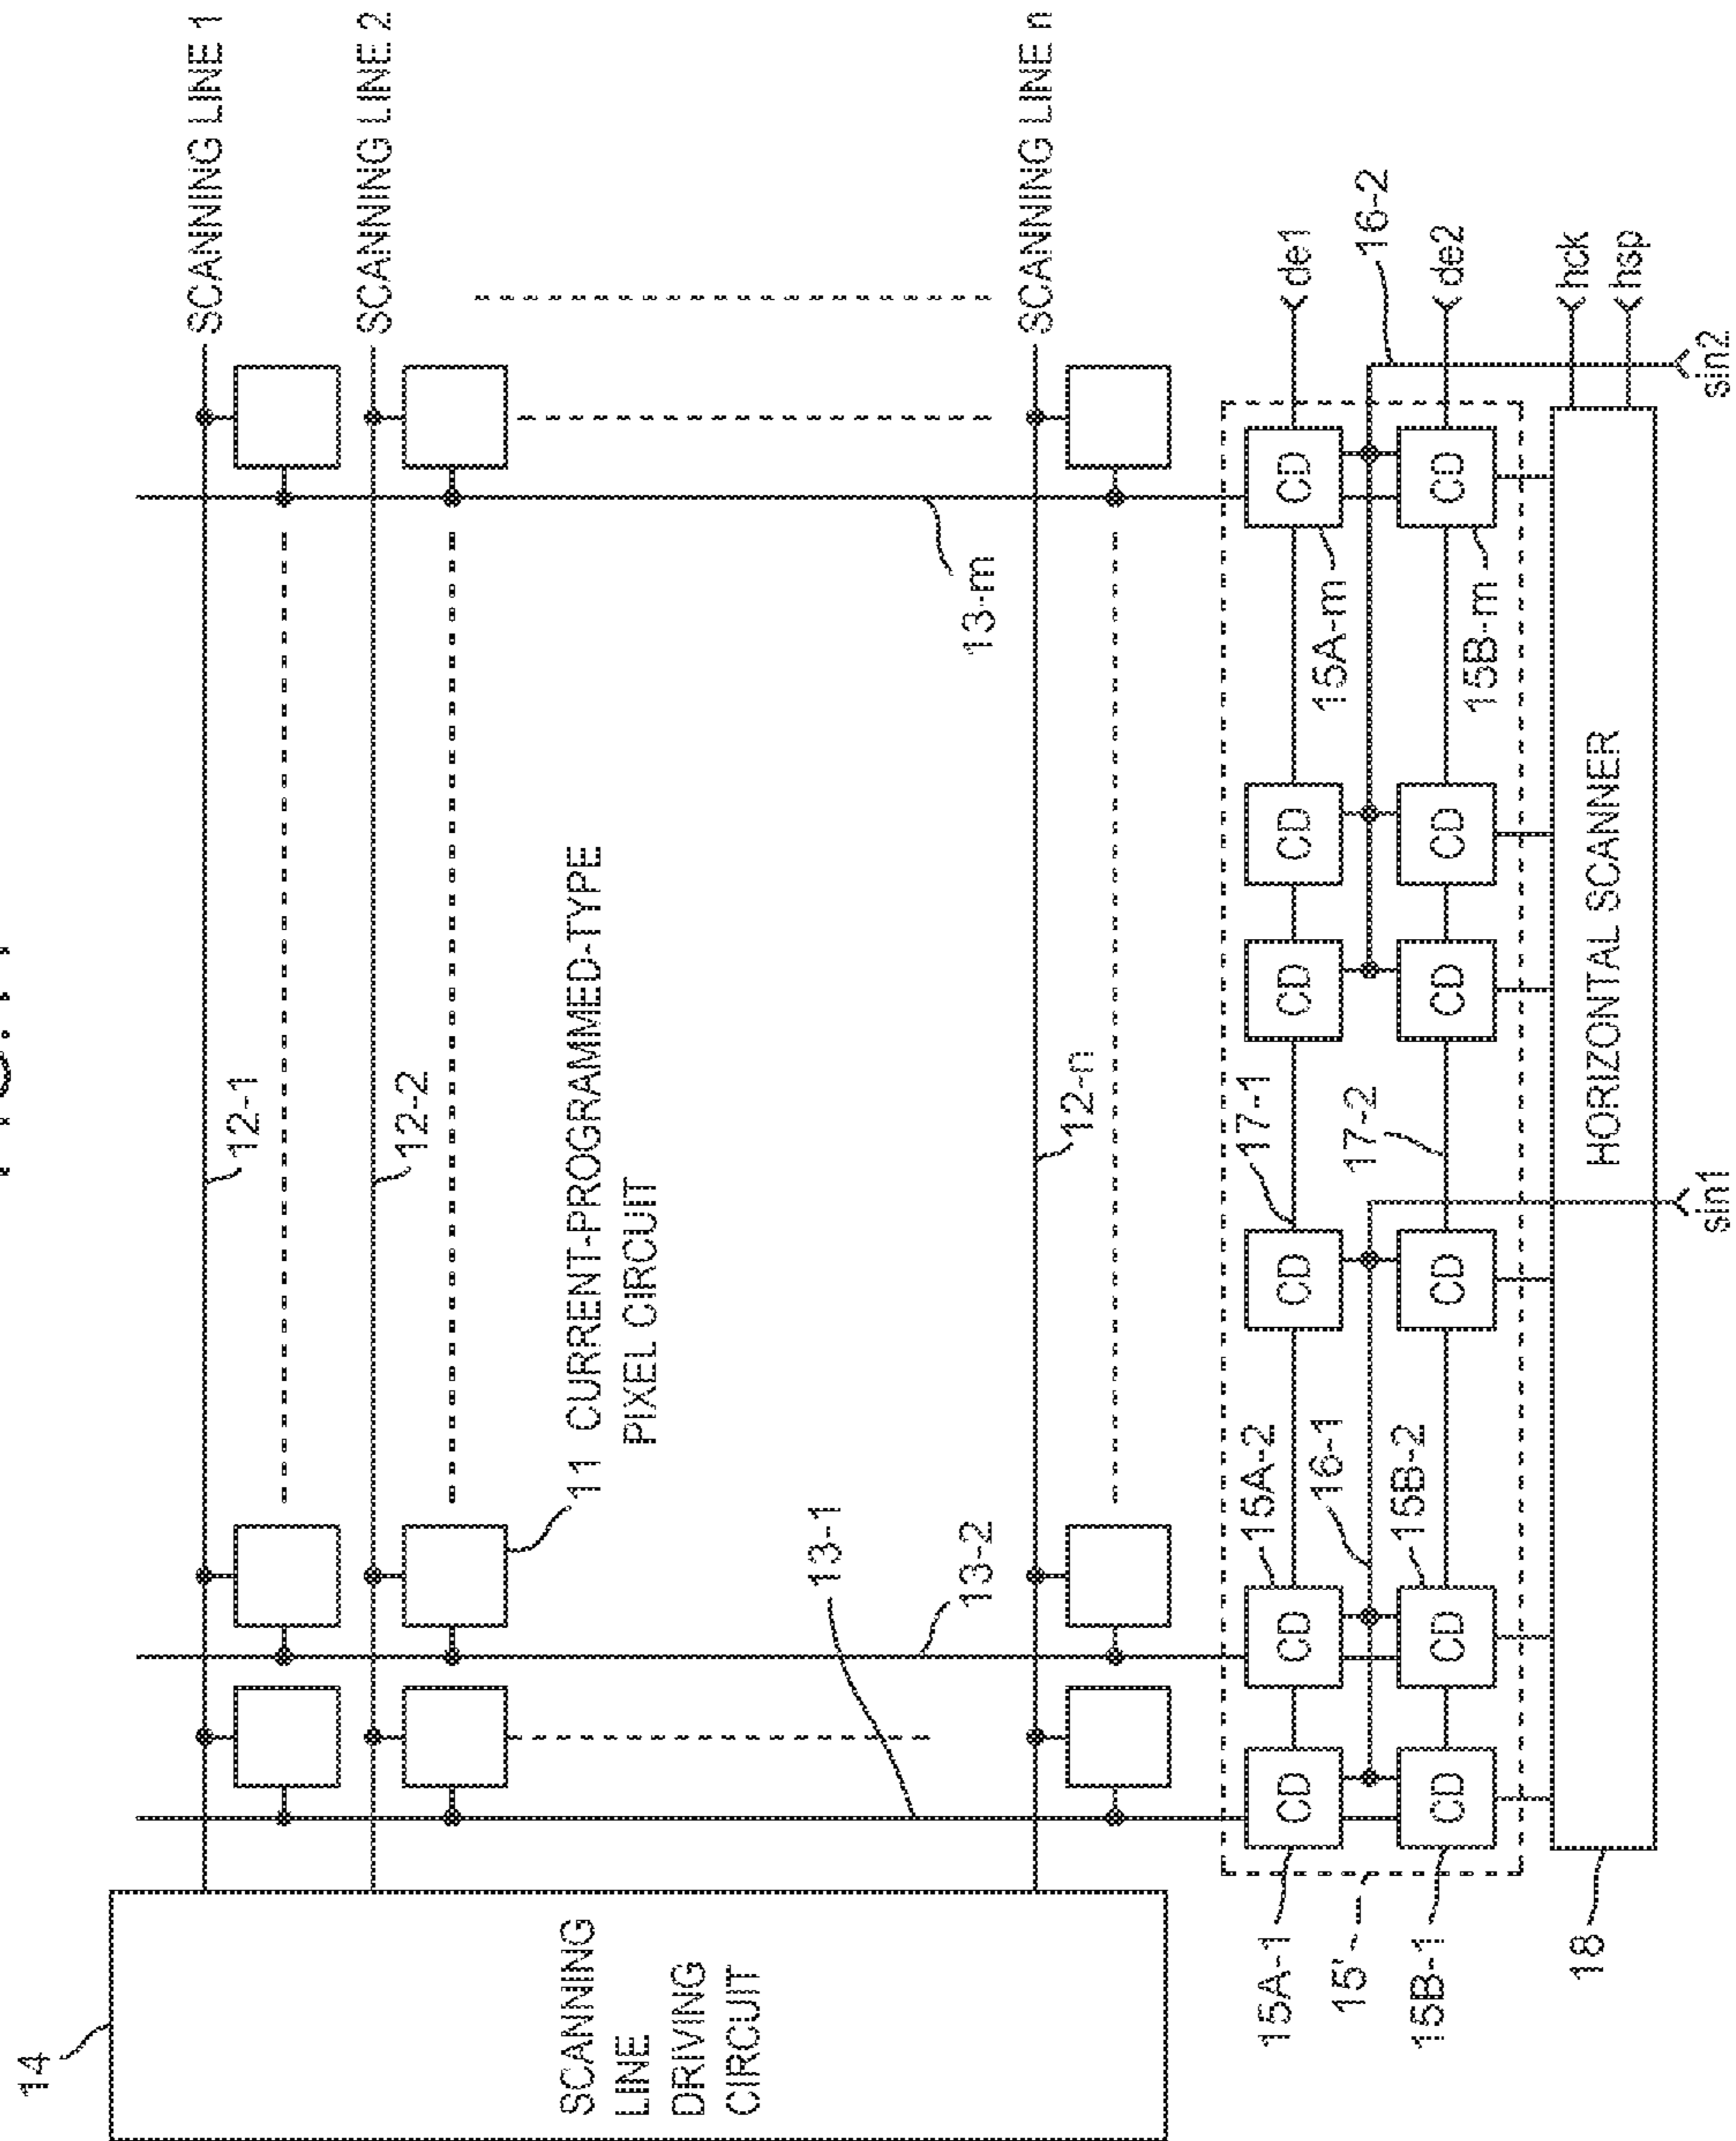 14
SCANNING
LINE
DRIVING
CIRCUIT
SCANNING LINE 1
SCANNING LINE 2
SCANNING LINE n
12-1
12-2
12-n
11 CURRENT-PROGRAMMED-TYPE
PIXEL CIRCUIT
13-1
13-2
13-m
15A-1
15'
15B-1
18
15A-2
16-1
15B-2
17-1
17-2
15A-m
15B-m
16-2
CD CD CD CD CD CD
CD CD CD CD CD CD
de1
de2
hck
hsp
HORIZONTAL SCANNER
sin1
sin2